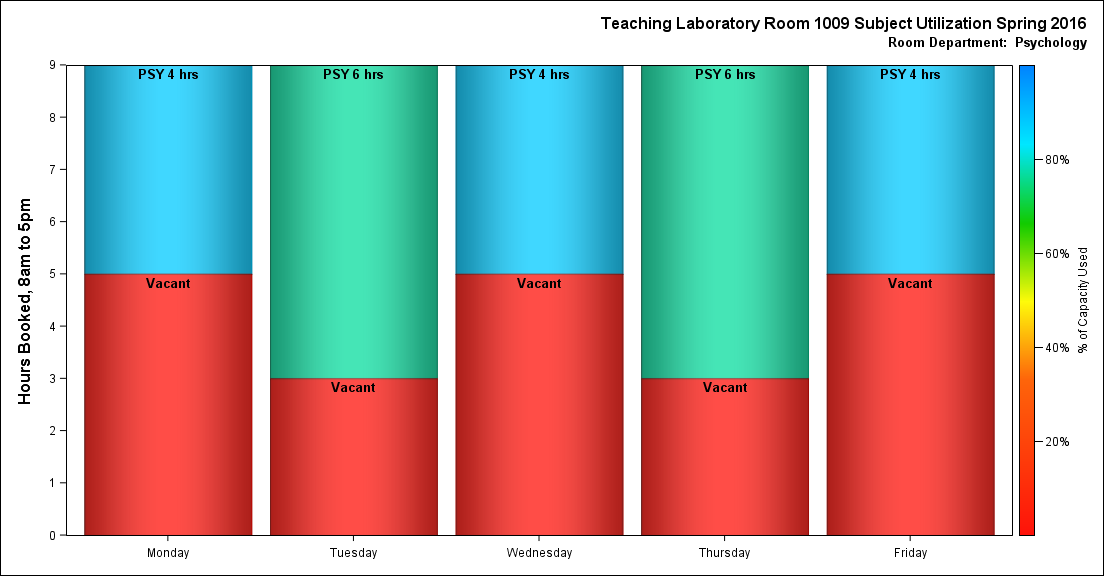 Teaching Laboratory Room 1009 Subject Utilization Spring 2016
Room Department:  Psychology
Hours Booked, 8am to 5pm
9
8
7
6
5
4
3
2
1
0
PSY 4 hrs
PSY 6 hrs
PSY 4 hrs
PSY 6 hrs
PSY 4 hrs
Vacant
Vacant
Vacant
Vacant
Vacant
Monday
Tuesday
Wednesday
Thursday
Friday
80%
60%
40%
20%
% of Capacity Used